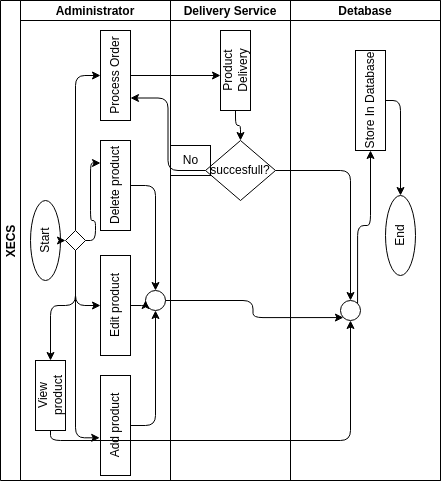 XECS
Administrator
Delivery Service
Detabase
Process Order
Product
Delivery
Store In Database
Delete product
No
succesfull?
Start
End
Edit product
View
product
Add product